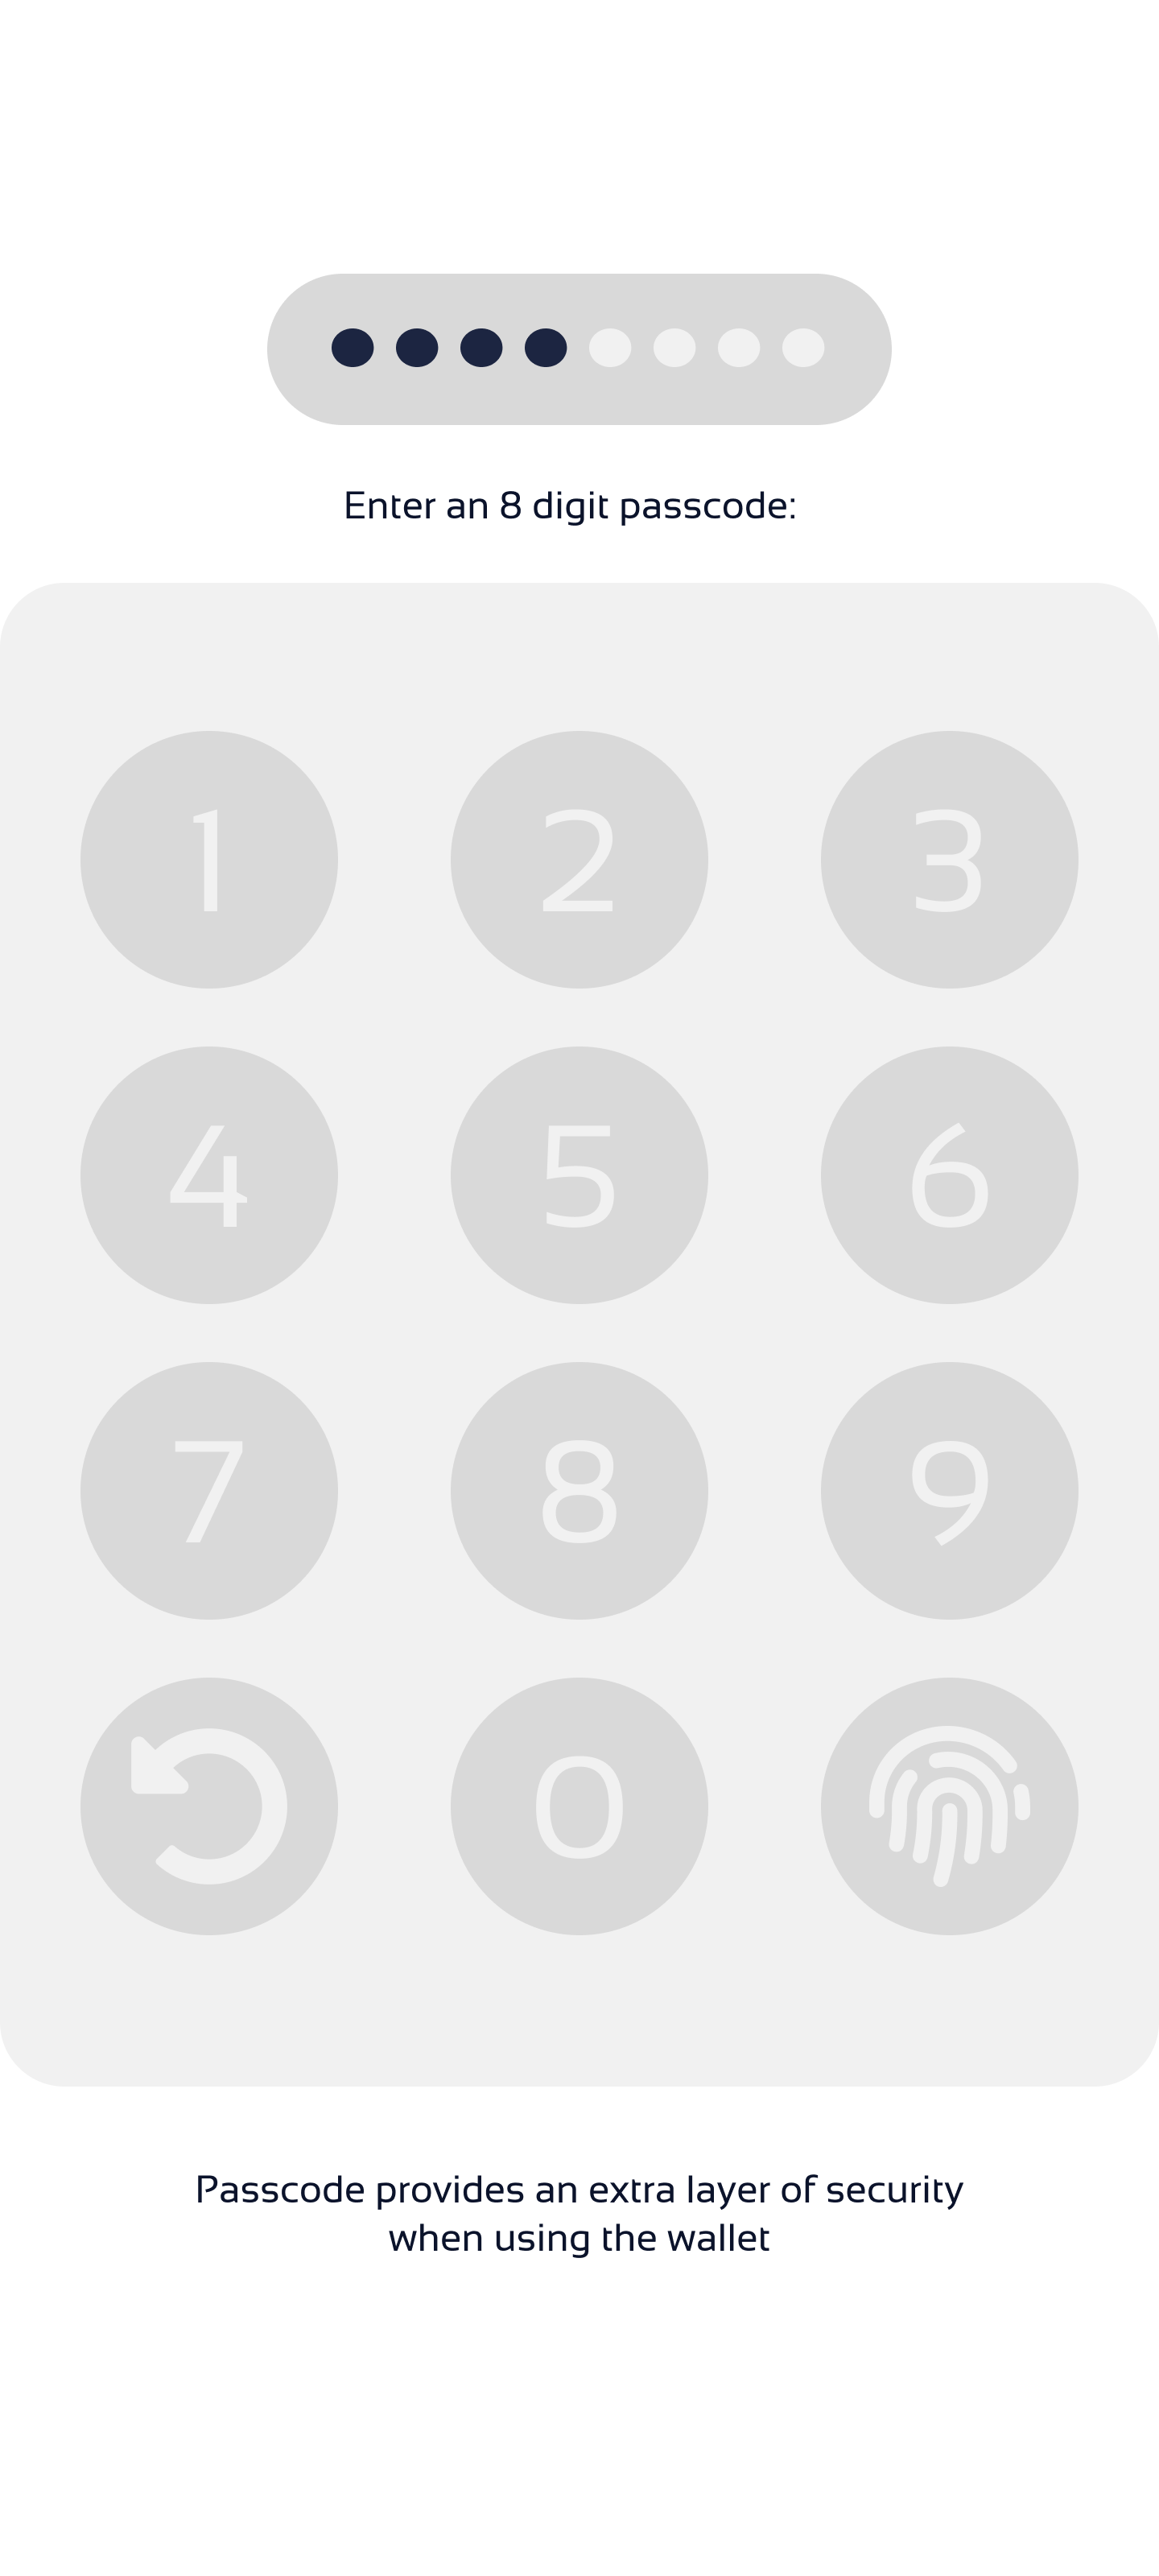 Enter an 8 digit passcode:
1 2 3
4 5 6
7 8 9
0
Passcode provides an extra layer of security
when using the wallet